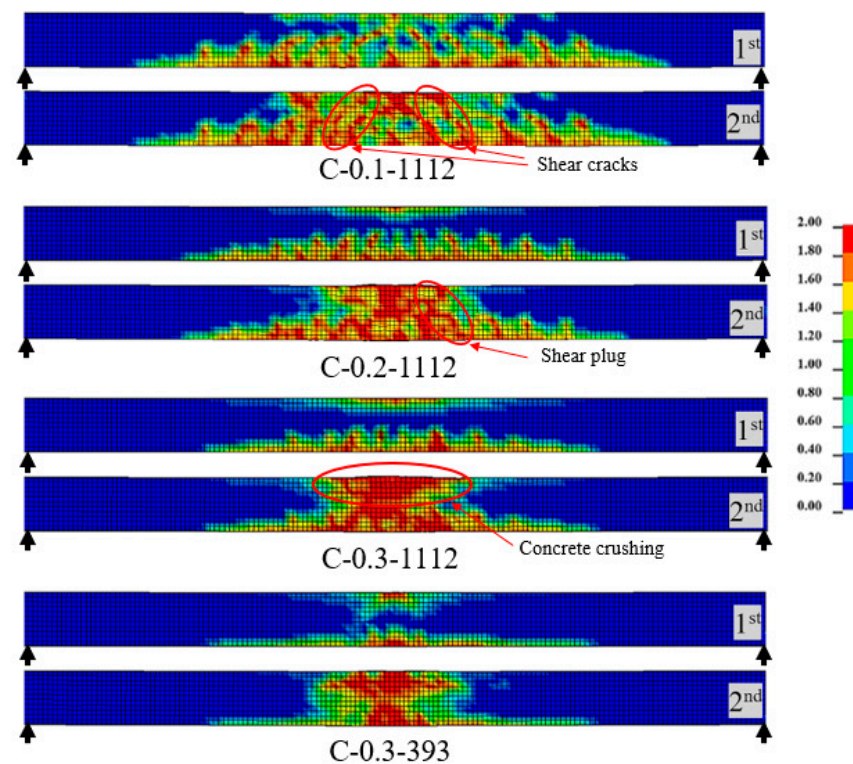 1st
2nd
Shear cracks
C-0.1-1112
1st
2nd
Shear plug
C-0.2-1112
1st
2nd
Concrete crushing
C-0.3-1112
1st
2nd
C-0.3-393
2.00
1.80
1.60
1.40
1.20
1.00
0.80
0.60
0.40
0.20
0.00